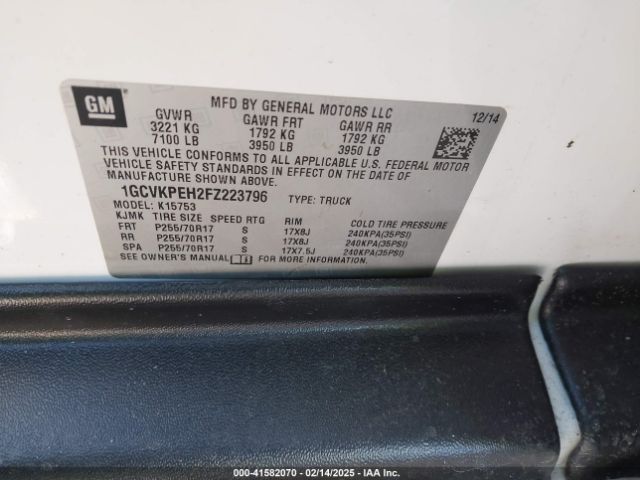 GM
MFD BY GENERAL MOTORS LLC
12/14
GVWR GAWR FRT GAWR RR
3221 KG 1792 KG 1792 KG
7100 LB 3950 LB 3950 LB
THIS VEHICLE CONFORMS TO ALL APPLICABLE U.S. FEDERAL MOTOR
VEHICLE SAFETY STANDARDS IN EFFECT ON THE DATE OF
MANUFACTURE SHOWN ABOVE.
1GCVKPEH2FZ223796 TYPE: TRUCK
MODEL: K15753
KJMK TIRE SIZE SPEED RTG RIM COLD TIRE PRESSURE
FRT P255/70R17 S 17X8J 240KPA(35PSI)
RR P255/70R17 S 17X8J 240KPA(35PSI)
SPA P255/70R17 S 17X7.5J 240KPA(35PSI)
SEE OWNER'S MANUAL FOR MORE INFORMATION.
000-41582070 - 02/14/2025 - IAA, Inc.